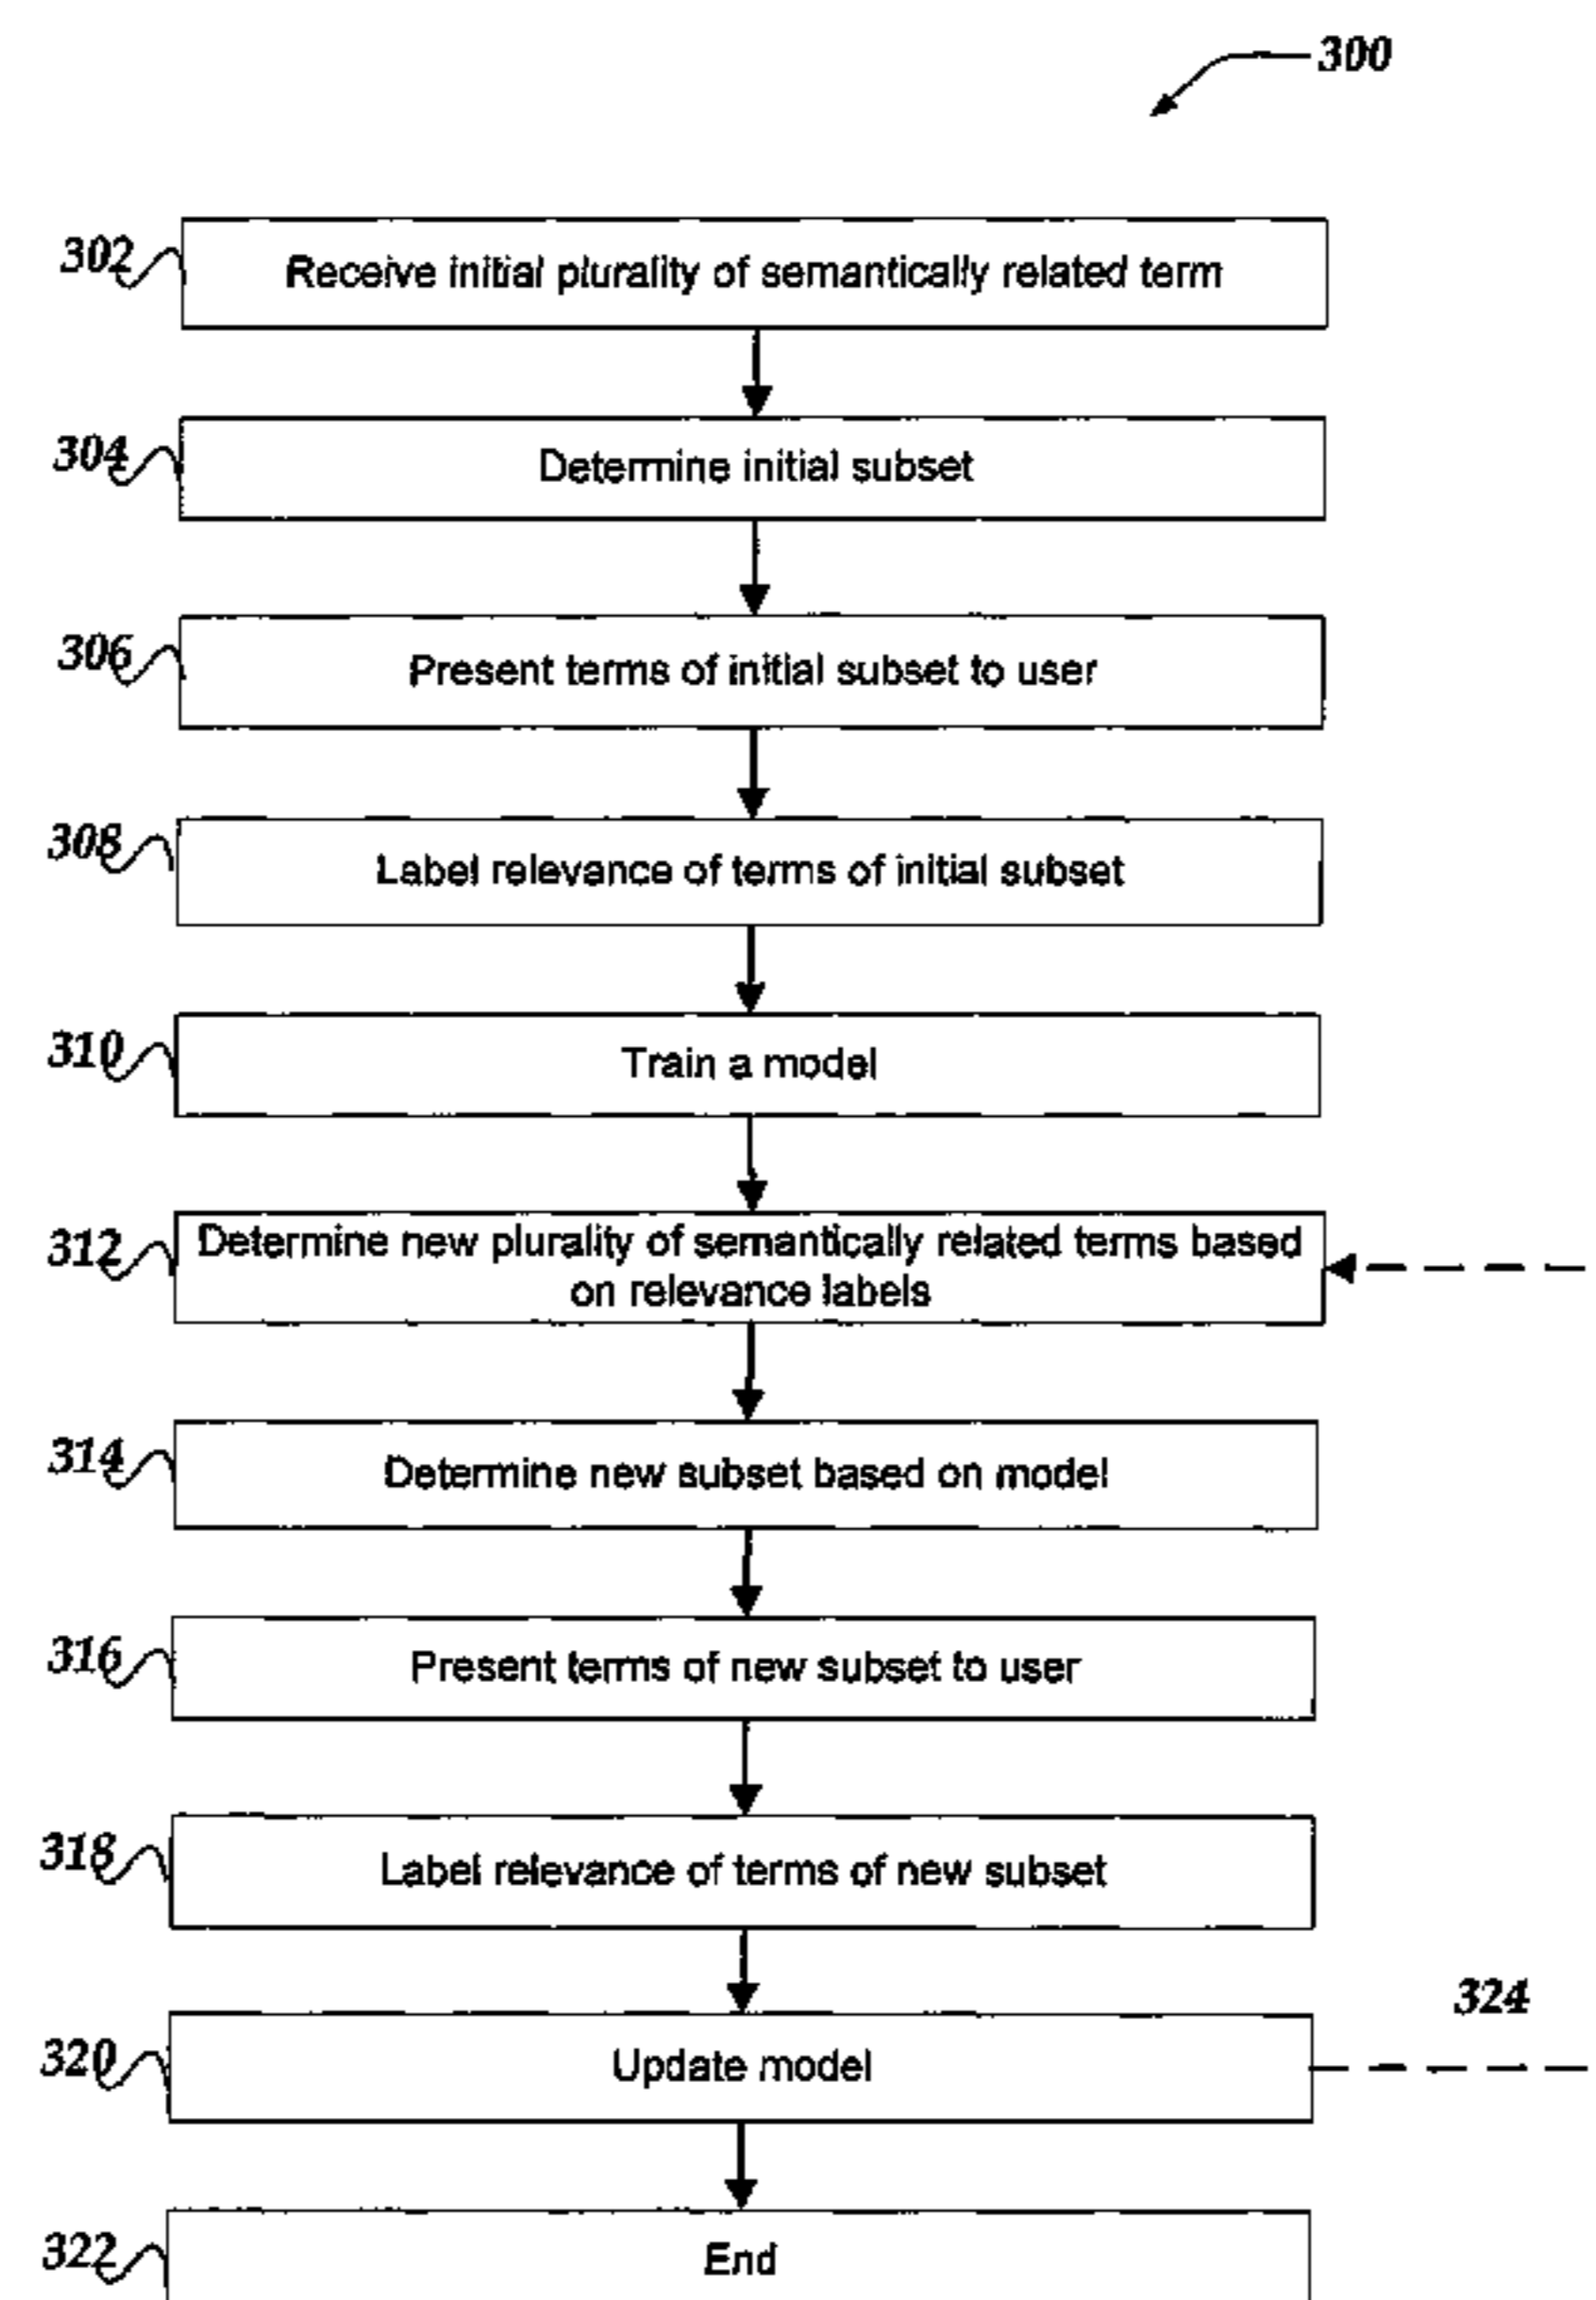 300
302 Receive initial plurality of semantically related term
304 Determine initial subset
306 Present terms of initial subset to user
308 Label relevance of terms of initial subset
310 Train a model
312 Determine new plurality of semantically related terms based
on relevance labels
314 Determine new subset based on model
316 Present terms of new subset to user
318 Label relevance of terms of new subset
324
320 Update model
322 End